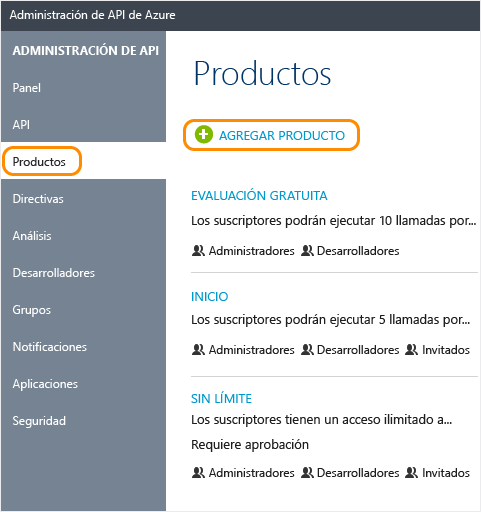 Administración de API de Azure
ADMINISTRACIÓN DE API
Panel
API
Productos
Directivas
Análisis
Desarrolladores
Grupos
Notificaciones
Aplicaciones
Seguridad
Productos
AGREGAR PRODUCTO
EVALUACIÓN GRATUITA
Los suscriptores podrán ejecutar 10 llamadas por...
Administradores Desarrolladores
INICIO
Los suscriptores podrán ejecutar 5 llamadas por...
Administradores Desarrolladores Invitados
SIN LÍMITE
Los suscriptores tienen un acceso ilimitado a...
Requiere aprobación
Administradores Desarrolladores Invitados